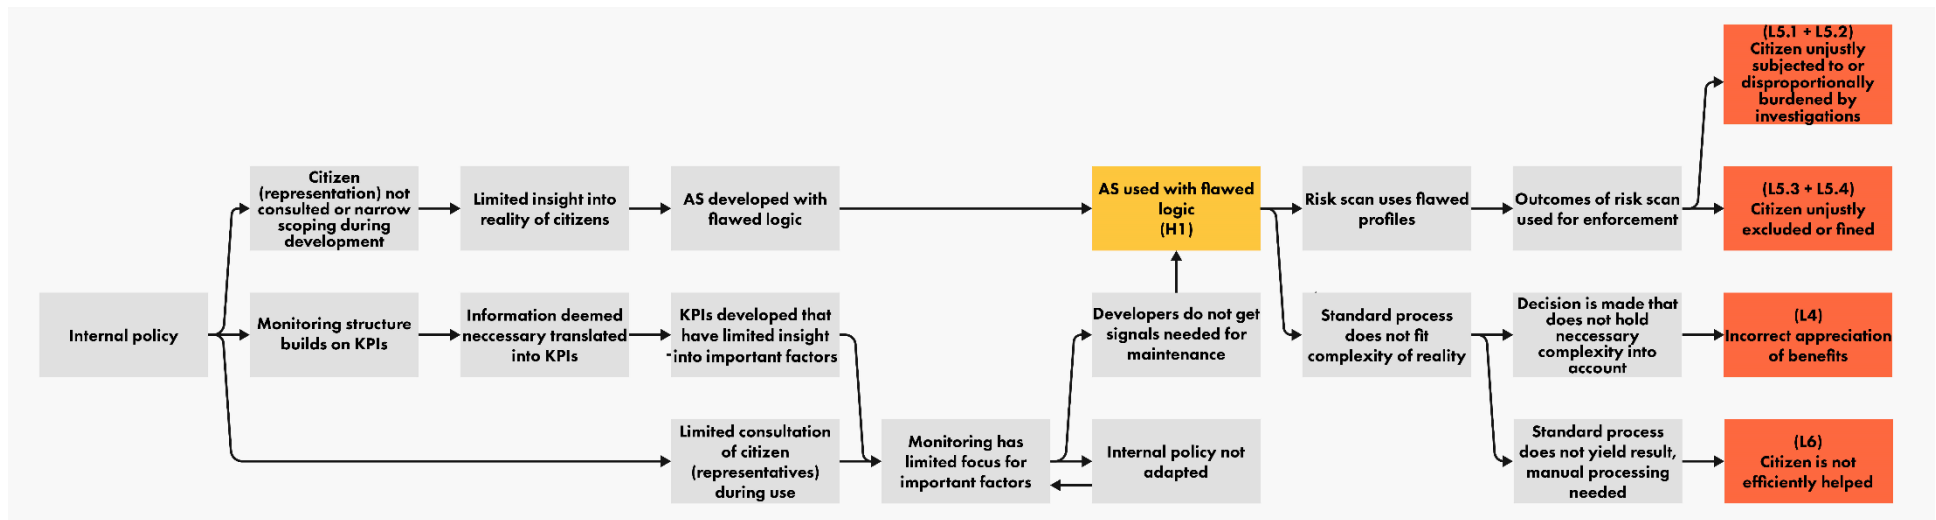 (L5.1 + L5.2)
Citizen unjustly
subjected to or
disproportionally
burdened by
investigations
Citizen
(representation) not
consulted or narrow
scoping during
development
Limited insight into
reality of citizens
AS developed with
flawed logic
AS used with flawed
logic
(H1)
Risk scan uses flawed
profiles
Outcomes of risk scan
used for enforcement
(L5.3 + L5.4)
Citizen unjustly
excluded or fined
Internal policy
Monitoring structure
builds on KPIs
Information deemed
neccessary translated
into KPIs
KPIs developed that
have limited insight
into important factors
Developers do not get
signals needed for
maintenance
Standard process
does not fit
complexity of reality
Decision is made that
does not hold
neccessary
complexity into
account
(L4)
Incorrect appreciation
of benefits
Limited consultation
of citizen
(representatives)
during use
Monitoring has
limited focus for
important factors
Internal policy not
adapted
Standard process
does not yield result,
manual processing
needed
(L6)
Citizen is not
efficiently helped